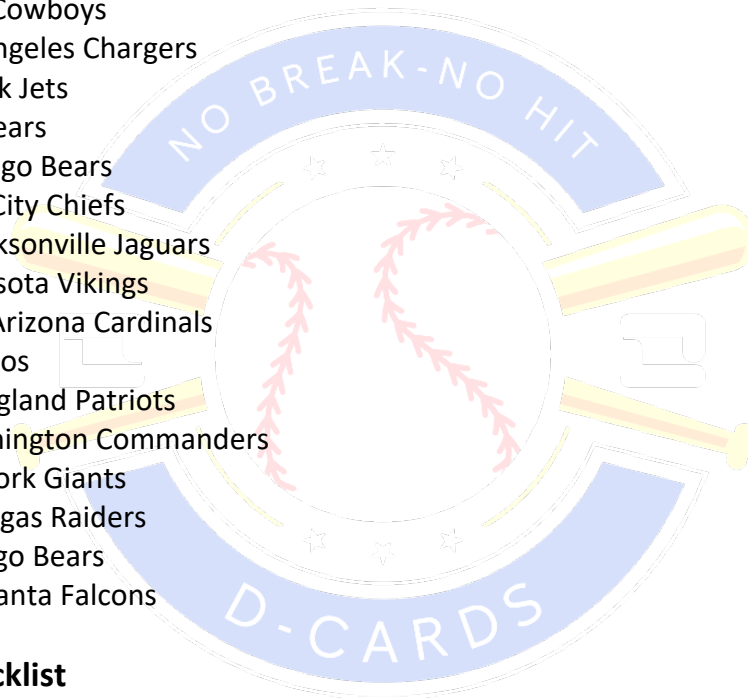 Cowboys
ngeles Chargers
k Jets
ears
go Bears
City Chiefs
ksonville Jaguars
sota Vikings
Arizona Cardinals
os
gland Patriots
hington Commanders
ork Giants
gas Raiders
go Bears
anta Falcons
cklist
NO BREAK-NO HIT
D-CARDS